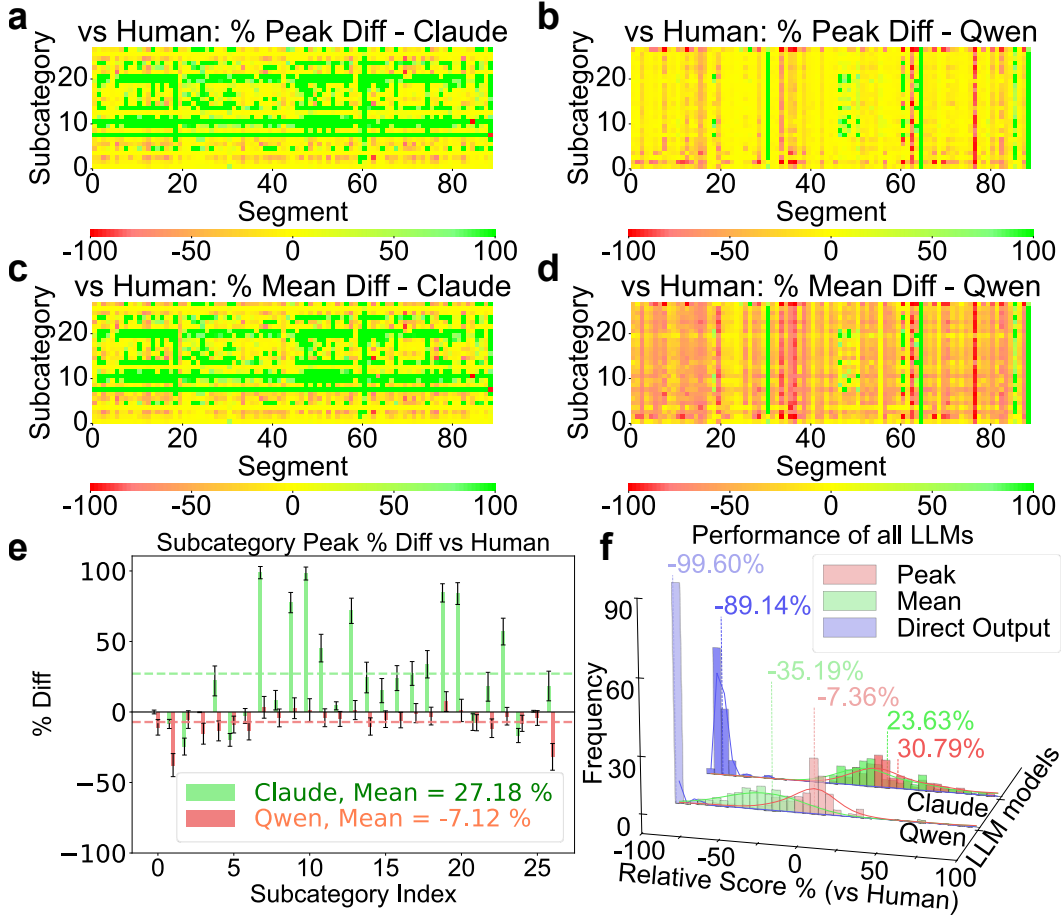 a
vs Human: % Peak Diff - Claude
Subcategory
20
10
0
0 20 40 60 80
Segment
-100 -50 0 50 100
b
vs Human: % Peak Diff - Qwen
Subcategory
20
10
0
0 20 40 60 80
Segment
-100 -50 0 50 100
c
vs Human: % Mean Diff - Claude
Subcategory
20
10
0
0 20 40 60 80
Segment
-100 -50 0 50 100
d
vs Human: % Mean Diff - Qwen
Subcategory
20
10
0
0 20 40 60 80
Segment
-100 -50 0 50 100
e
Subcategory Peak % Diff vs Human
% Diff
100
50
0
−50
−100
Claude, Mean = 27.18 %
Qwen, Mean = -7.12 %
0 5 10 15 20 25
Subcategory Index
f
Performance of all LLMs
-99.60%
-89.14%
Peak
Mean
Direct Output
-35.19%
-7.36%
23.63%
30.79%
Frequency
90
60
30
0
Claude
Qwen
LLM models
-100 -50 0 50 100
Relative Score % (vs Human)